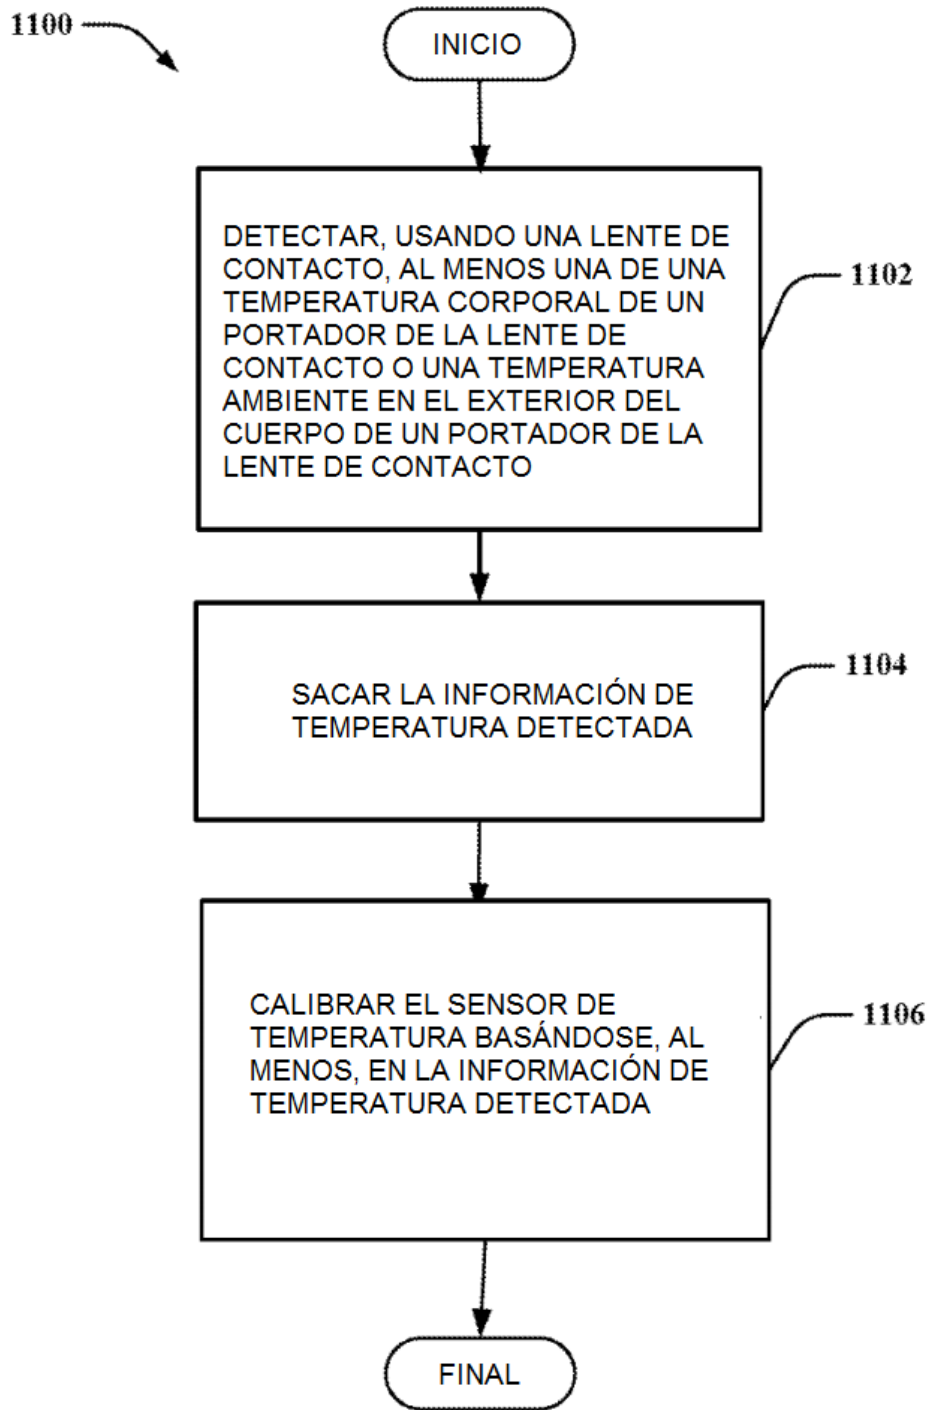 1100
INICIO
DETECTAR, USANDO UNA LENTE DE
CONTACTO, AL MENOS UNA DE UNA
TEMPERATURA CORPORAL DE UN
PORTADOR DE LA LENTE DE
CONTACTO O UNA TEMPERATURA
AMBIENTE EN EL EXTERIOR DEL
CUERPO DE UN PORTADOR DE LA
LENTE DE CONTACTO
1102
SACAR LA INFORMACIÓN DE
TEMPERATURA DETECTADA
1104
CALIBRAR EL SENSOR DE
TEMPERATURA BASÁNDOSE, AL
MENOS, EN LA INFORMACIÓN DE
TEMPERATURA DETECTADA
1106
FINAL